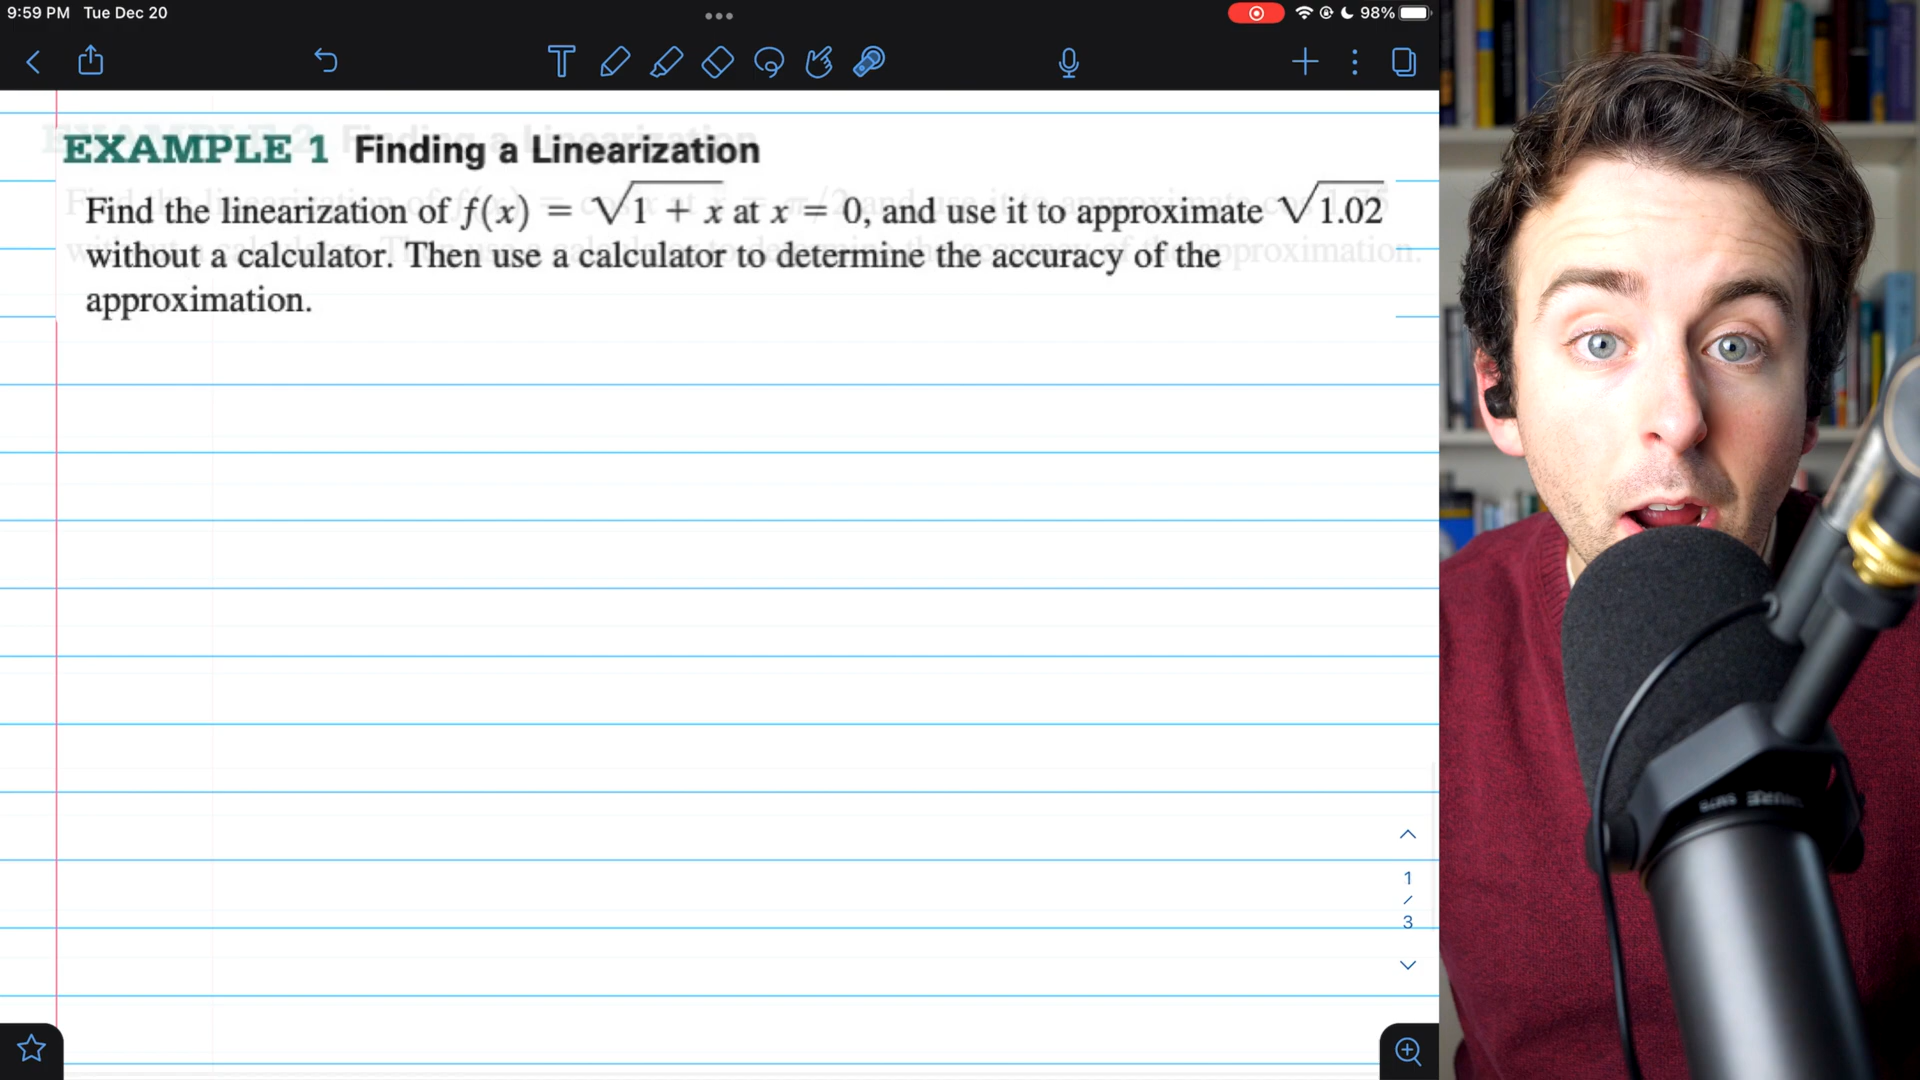 9:59 PM Tue Dec 20
98%
EXAMPLE 1 Finding a Linearization
Find the linearization of f(x) = √1 + x at x = 0, and use it to approximate √1.02
without a calculator. Then use a calculator to determine the accuracy of the
approximation.
1
/
3